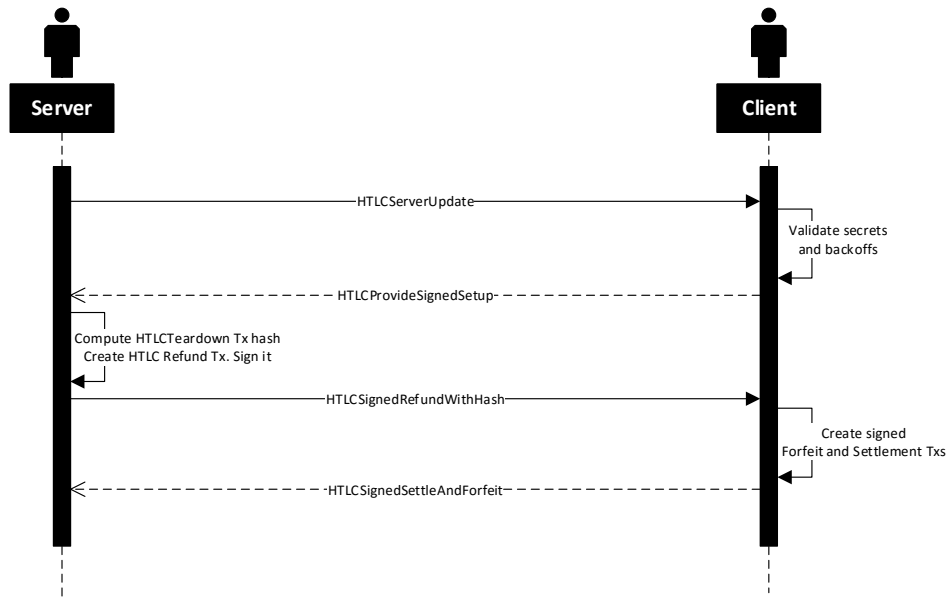 Server
Client
HTLCServerUpdate
Validate secrets
and backoffs
HTLCProvideSignedSetup
Compute HTLCTeardown Tx hash
Create HTLC Refund Tx. Sign it
HTLCSignedRefundWithHash
Create signed
Forfeit and Settlement Txs
HTLCSignedSettleAndForfeit